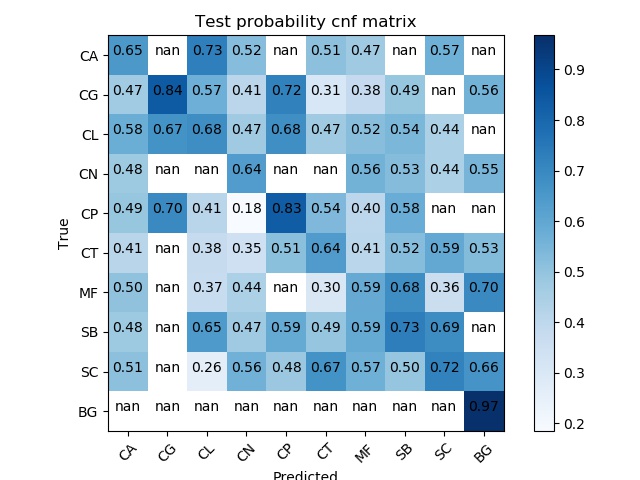 Test probability cnf matrix
CA 0.65 nan 0.73 0.52 nan 0.51 0.47 nan 0.57 nan
CG 0.47 0.84 0.57 0.41 0.72 0.31 0.38 0.49 nan 0.56
CL 0.58 0.67 0.68 0.47 0.68 0.47 0.52 0.54 0.44 nan
CN 0.48 nan nan 0.64 nan nan 0.56 0.53 0.44 0.55
CP 0.49 0.70 0.41 0.18 0.83 0.54 0.40 0.58 nan nan
CT 0.41 nan 0.38 0.35 0.51 0.64 0.41 0.52 0.59 0.53
MF 0.50 nan 0.37 0.44 nan 0.30 0.59 0.68 0.36 0.70
SB 0.48 nan 0.65 0.47 0.59 0.49 0.59 0.73 0.69 nan
SC 0.51 nan 0.26 0.56 0.48 0.67 0.57 0.50 0.72 0.66
BG nan nan nan nan nan nan nan nan nan 0.97
CA CG CL CN CP CT MF SB SC BG
True
Predicted
0.9
0.8
0.7
0.6
0.5
0.4
0.3
0.2